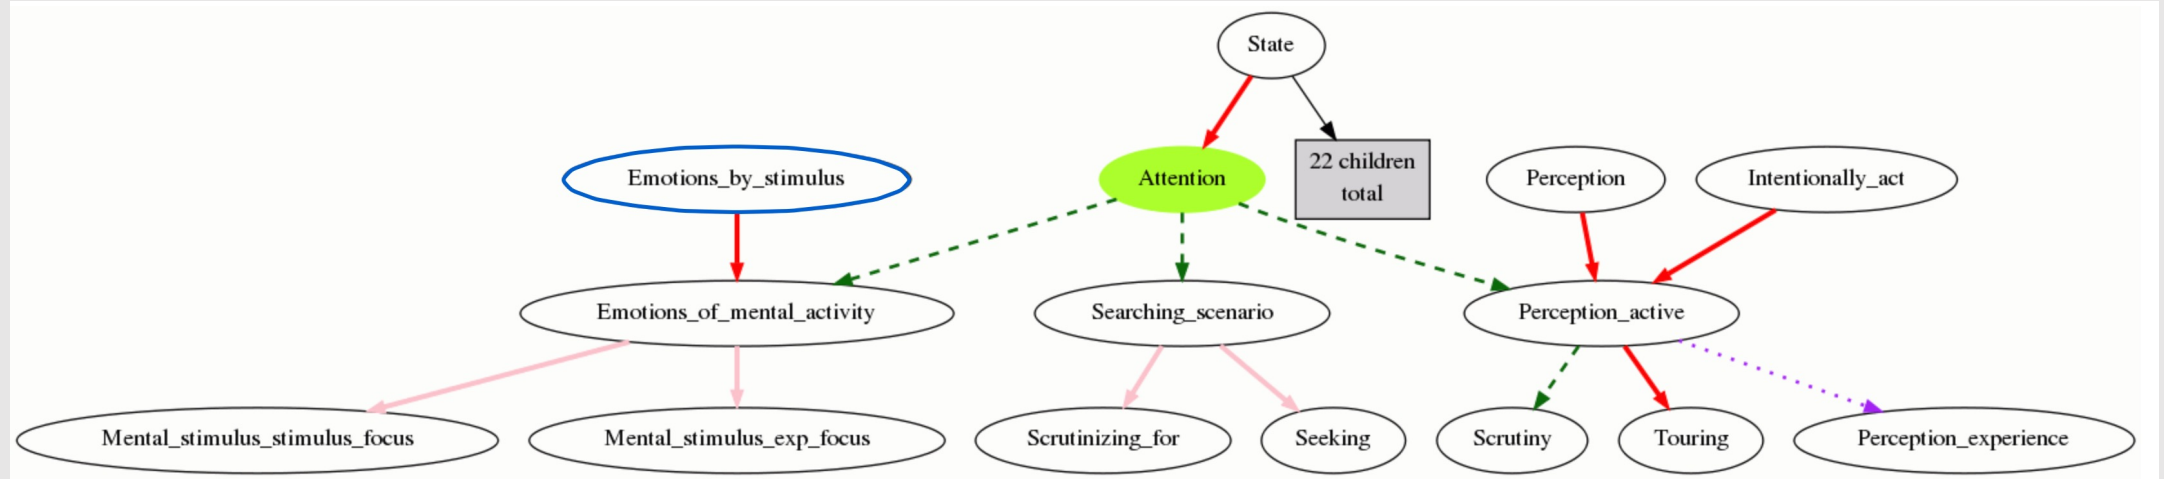 State
Emotions_by_stimulus
Attention
22 children
total
Perception
Intentionally_act
Emotions_of_mental_activity
Searching_scenario
Perception_active
Mental_stimulus_stimulus_focus
Mental_stimulus_exp_focus
Scrutinizing_for
Seeking
Scrutiny
Touring
Perception_experience